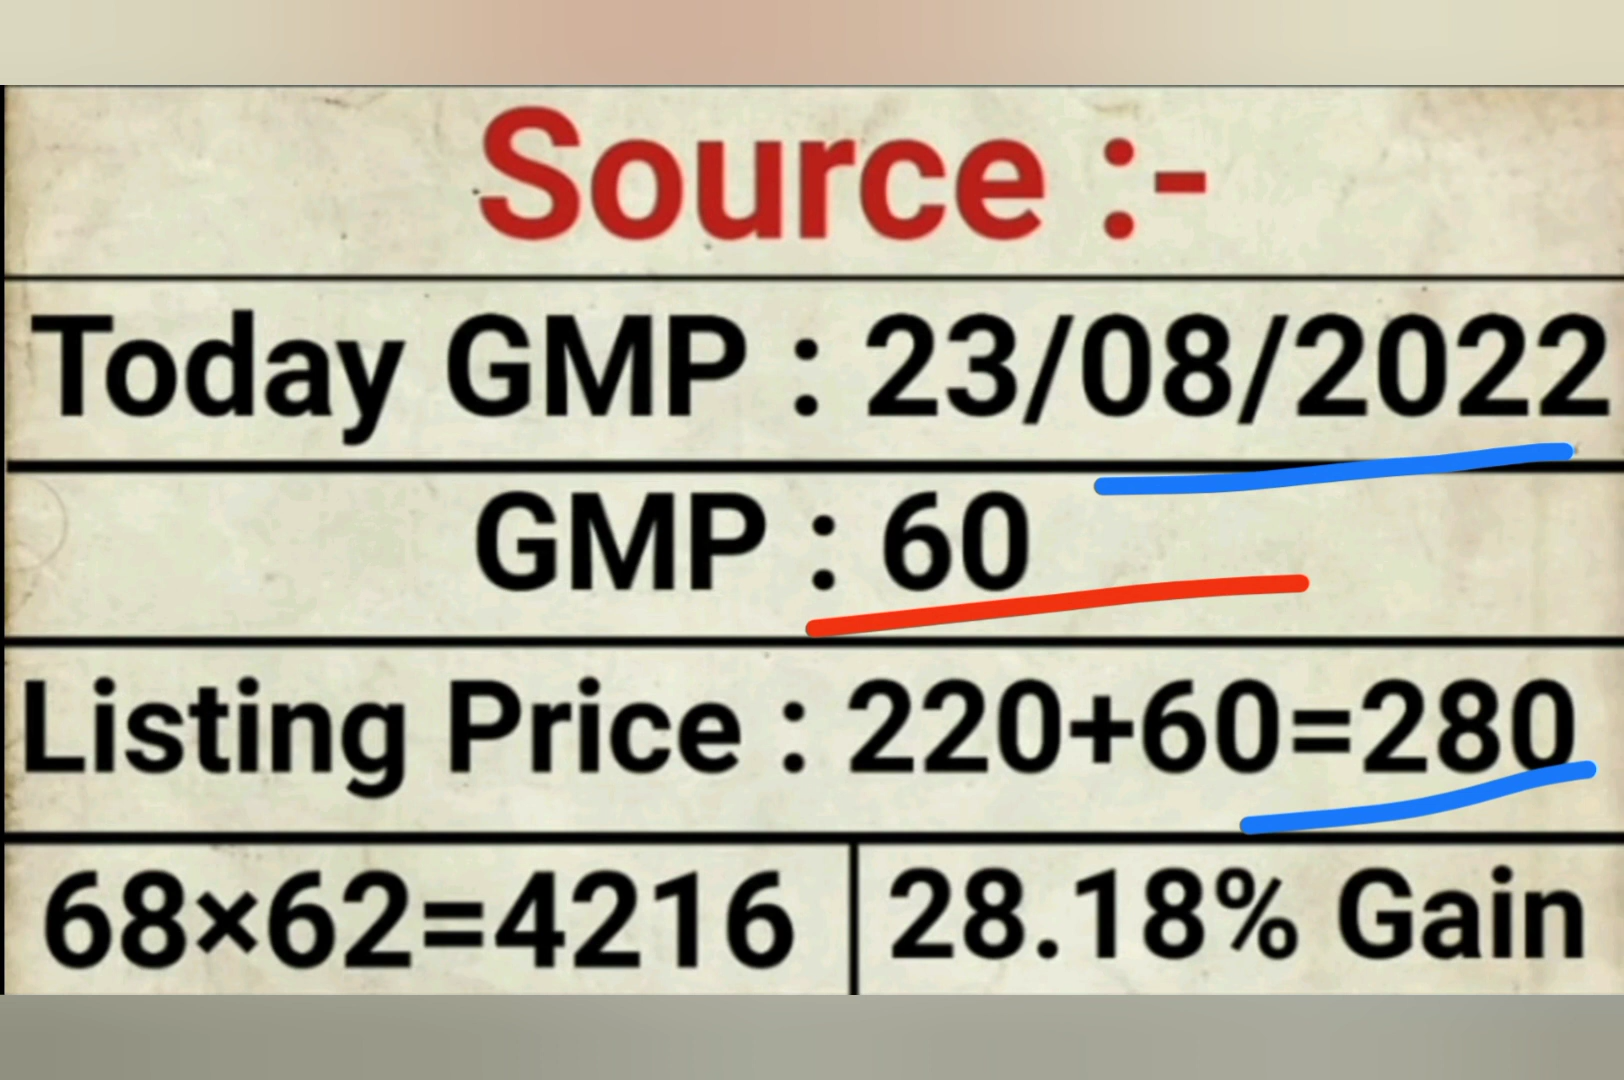 Source :-
Today GMP : 23/08/2022
GMP : 60
Listing Price : 220+60=280
68×62=4216
28.18% Gain